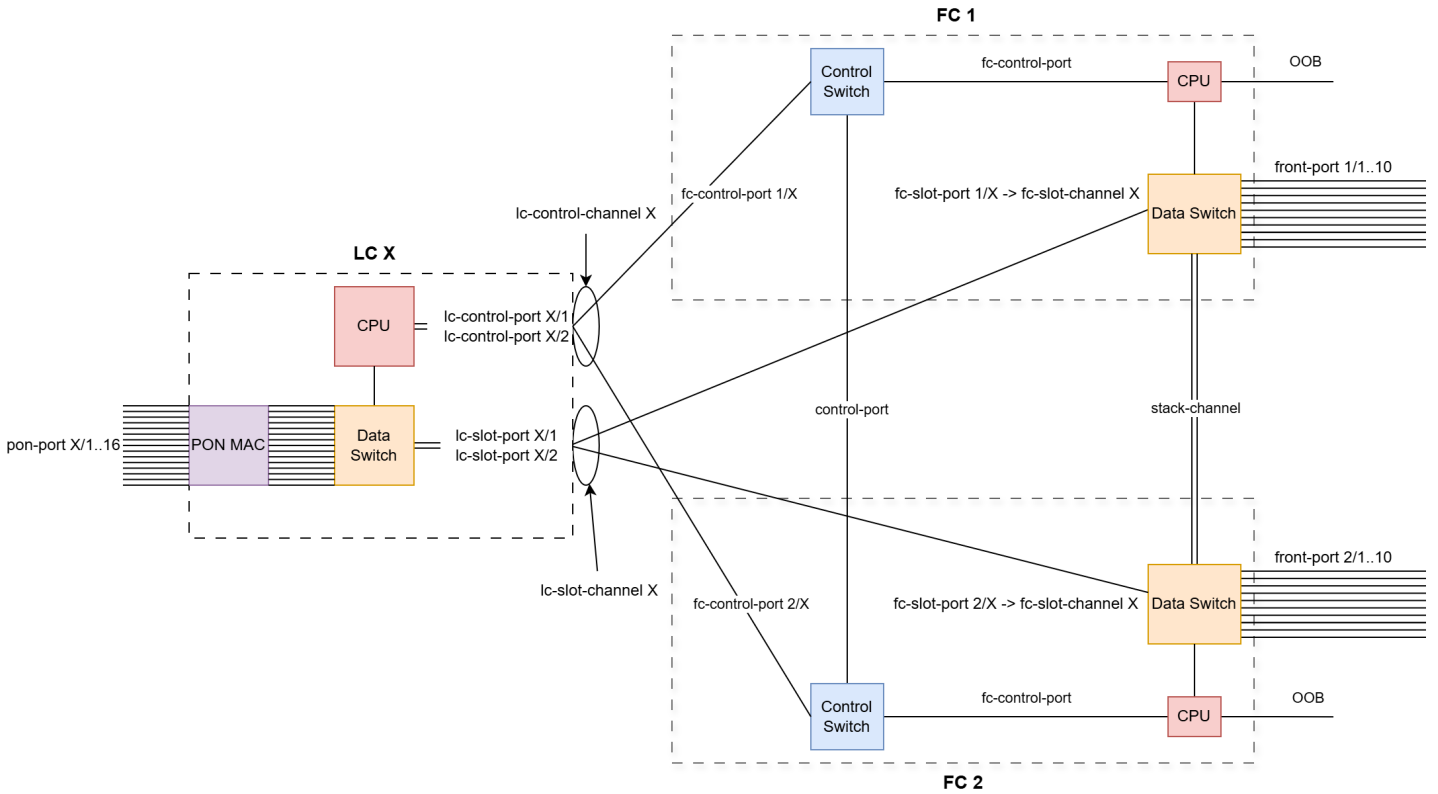 FC 1
Control
Switch
fc-control-port
CPU
OOB
front-port 1/1..10
fc-control-port 1/X
fc-slot-port 1/X -> fc-slot-channel X
Data Switch
lc-control-channel X
LC X
CPU
lc-control-port X/1
lc-control-port X/2
pon-port X/1..16
PON MAC
Data
Switch
lc-slot-port X/1
lc-slot-port X/2
control-port
stack-channel
lc-slot-channel X
front-port 2/1..10
fc-control-port 2/X
fc-slot-port 2/X -> fc-slot-channel X
Data Switch
Control
Switch
fc-control-port
CPU
OOB
FC 2